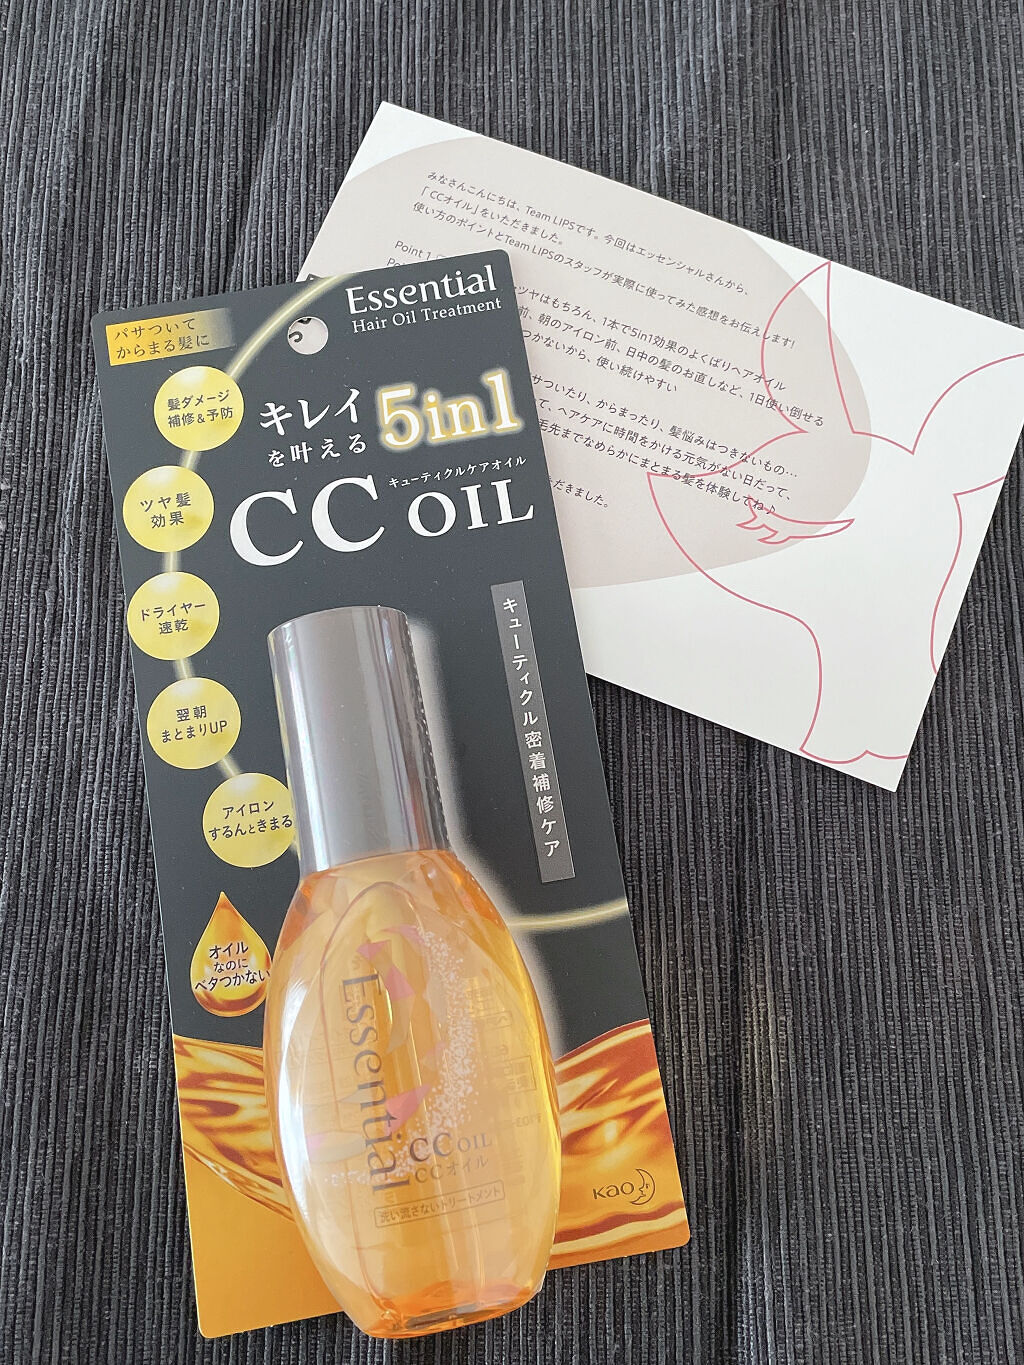 みなさんこんにちは、Team LIPSです。今回はエッセンシャルさんから、
「CCオイル」をいただきました。
使い方のポイントとTeam LIPSのスタッフが実際に使ってみた感想をお伝えします!
Point 1
ツヤはもちろん、1本で5in1効果のよくばりヘアオイル
前、朝のアイロン前、日中の髪のお直しなど、1日使い倒せる
つかないから、使い続けやすい
サついたり、からまったり、髪悩みはつきないもの…
て、ヘアケアに時間をかける元気がない日だって、
毛先までなめらかにまとまる髪を体験してね♪
だきました。
Essential
Hair Oil Treatment
パサついて
からまる髪に
髪ダメージ
補修&予防
キレイ
を叶える
5in1
キューティクルケアオイル
CC OIL
ツヤ髪
効果
ドライヤー
速乾
翌朝
まとまりUP
アイロン
するんときまる
キューティクル密着補修ケア
オイル
なのに
ベタつかない
Essential
CC OIL
CCオイル
洗い流さないトリートメント
Kao